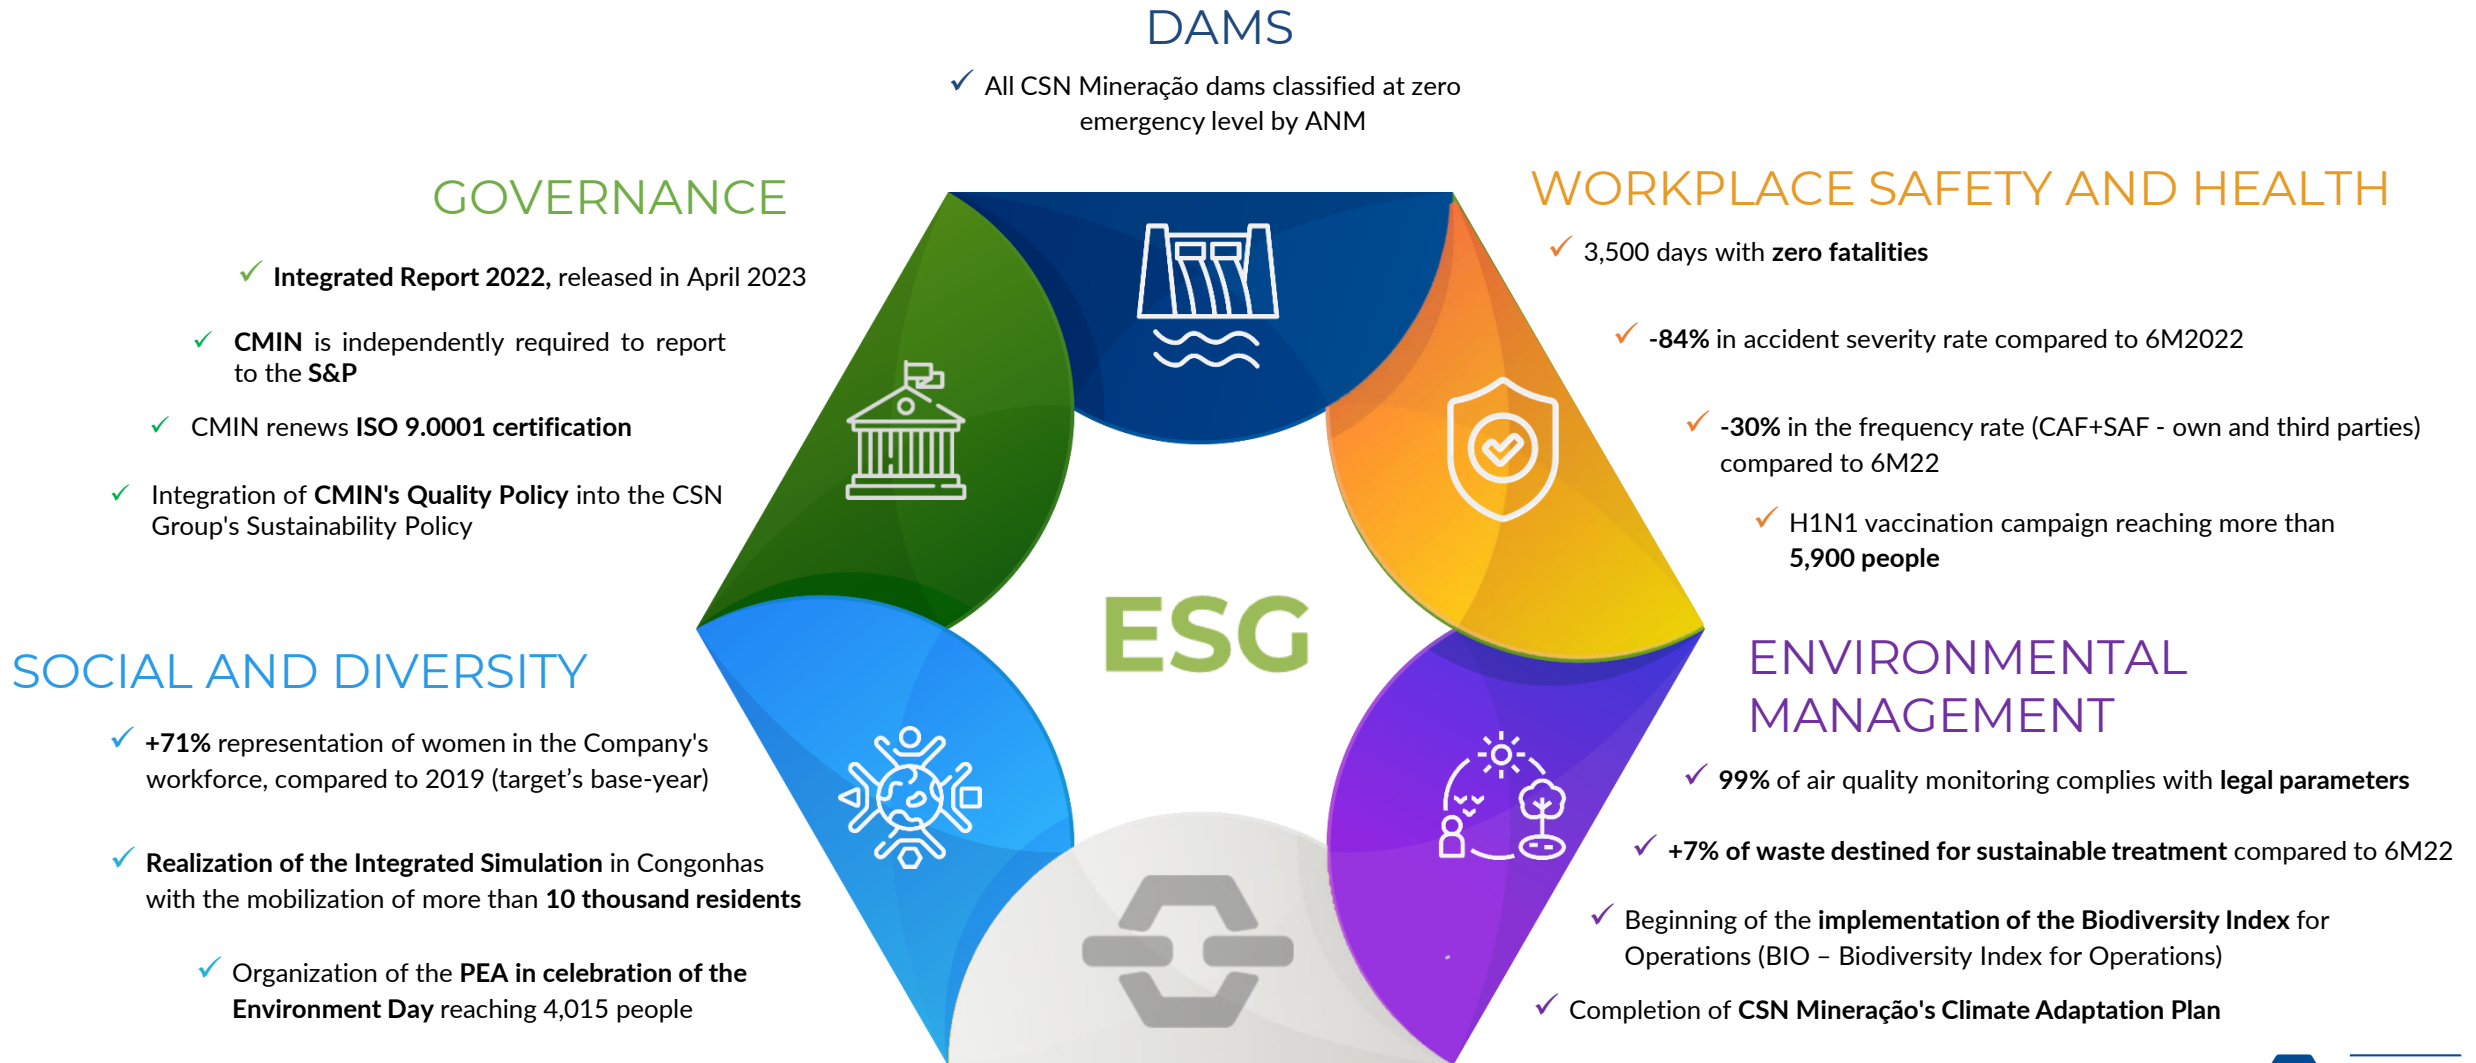 DAMS
All CSN Mineração dams classified at zero
emergency level by ANM
GOVERNANCE
Integrated Report 2022, released in April 2023
CMIN is independently required to report
to the S&P
CMIN renews ISO 9.0001 certification
Integration of CMIN's Quality Policy into the CSN
Group's Sustainability Policy
WORKPLACE SAFETY AND HEALTH
3,500 days with zero fatalities
-84% in accident severity rate compared to 6M2022
-30% in the frequency rate (CAF+SAF - own and third parties)
compared to 6M22
H1N1 vaccination campaign reaching more than
5,900 people
ESG
SOCIAL AND DIVERSITY
+71% representation of women in the Company's
workforce, compared to 2019 (target’s base-year)
Realization of the Integrated Simulation in Congonhas
with the mobilization of more than 10 thousand residents
Organization of the PEA in celebration of the
Environment Day reaching 4,015 people
ENVIRONMENTAL
MANAGEMENT
99% of air quality monitoring complies with legal parameters
+7% of waste destined for sustainable treatment compared to 6M22
Beginning of the implementation of the Biodiversity Index for
Operations (BIO – Biodiversity Index for Operations)
Completion of CSN Mineração's Climate Adaptation Plan